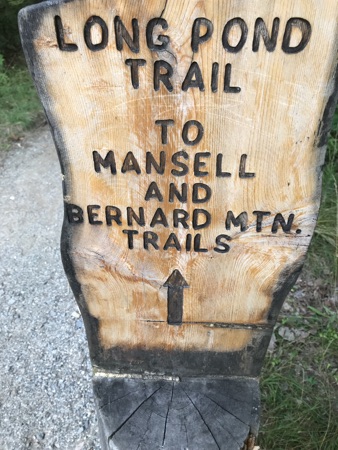 LONG POND
TRAIL
TO
MANSELL
AND
BERNARD MTN.
TRAILS